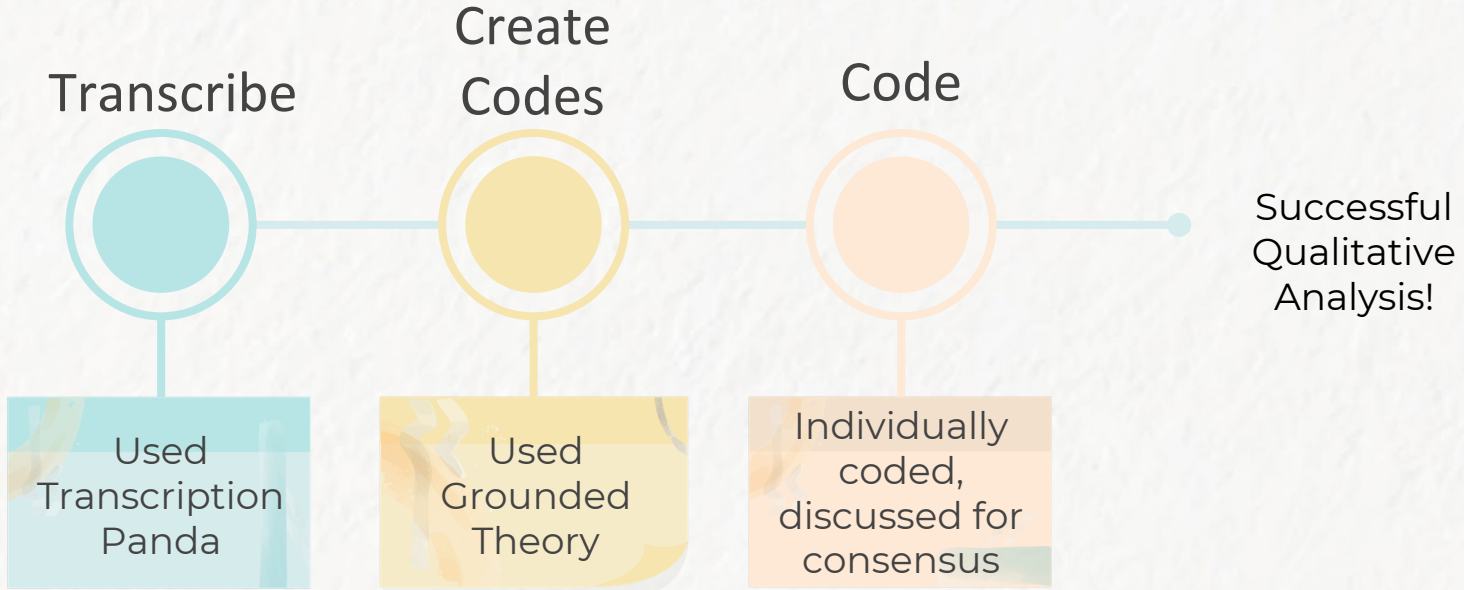 Transcribe
Create
Codes
Code
Successful
Qualitative
Analysis!
Used
Transcription
Panda
Used
Grounded
Theory
Individually
coded,
discussed for
consensus